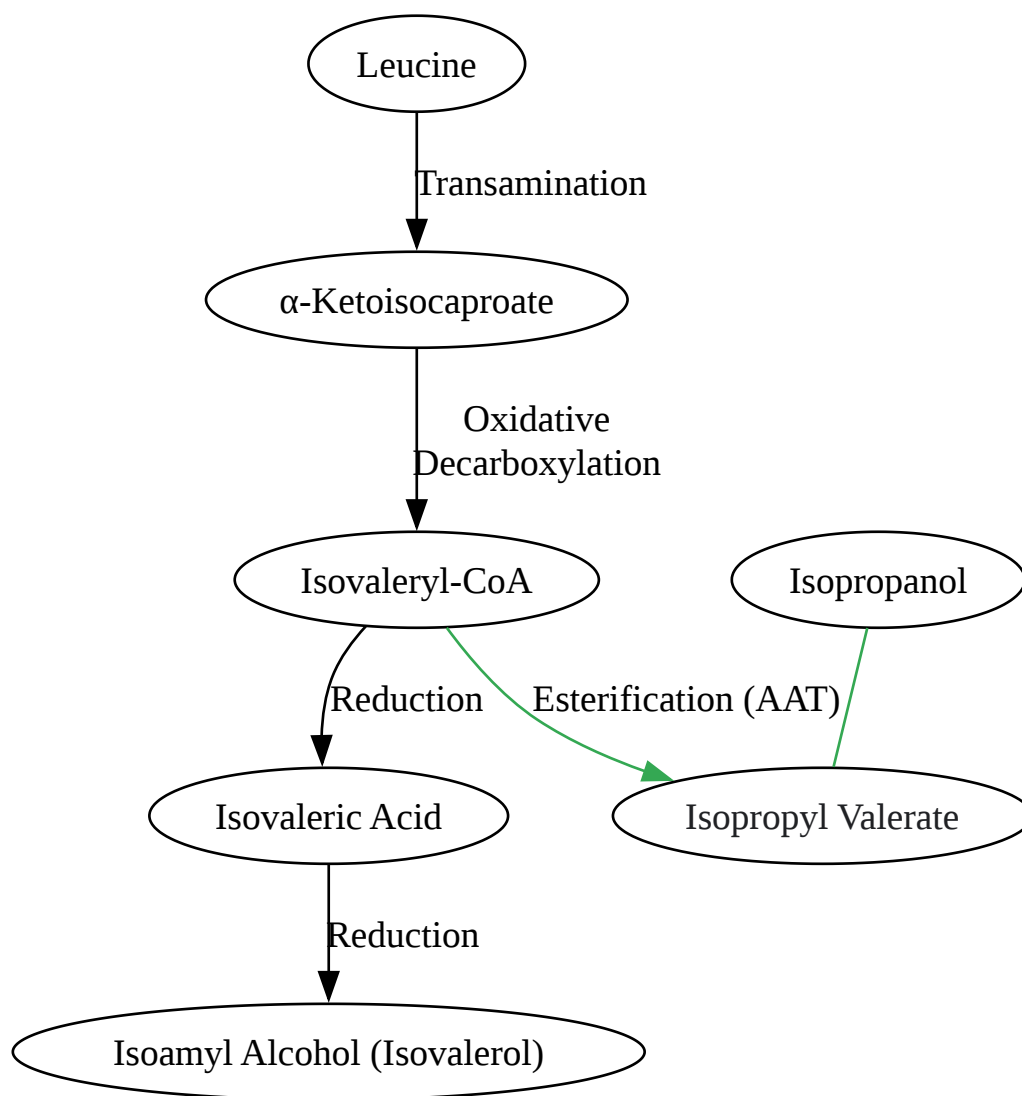 Leucine
Transamination
α-Ketoisocaproate
Oxidative
Decarboxylation
Isovaleryl-CoA
Isopropanol
Reduction
Esterification (AAT)
Isovaleric Acid
Isopropyl Valerate
Reduction
Isoamyl Alcohol (Isovalerol)